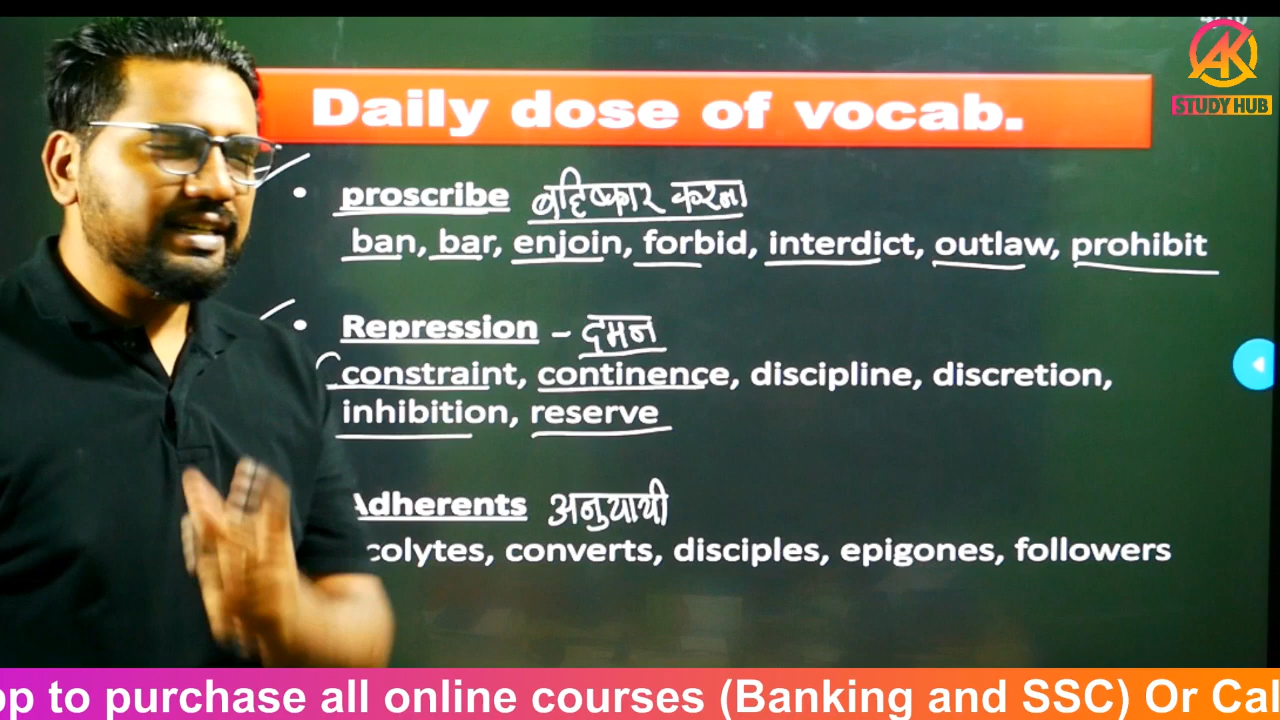 AK
STUDY HUB
Daily dose of vocab.
• proscribe बहिष्कार करना
ban, bar, enjoin, forbid, interdict, outlaw, prohibit
• Repression – दमन
constraint, continence, discipline, discretion,
inhibition, reserve
Adherents अनुयायी
colytes, converts, disciples, epigones, followers
to purchase all online courses (Banking and SSC) Or Cal